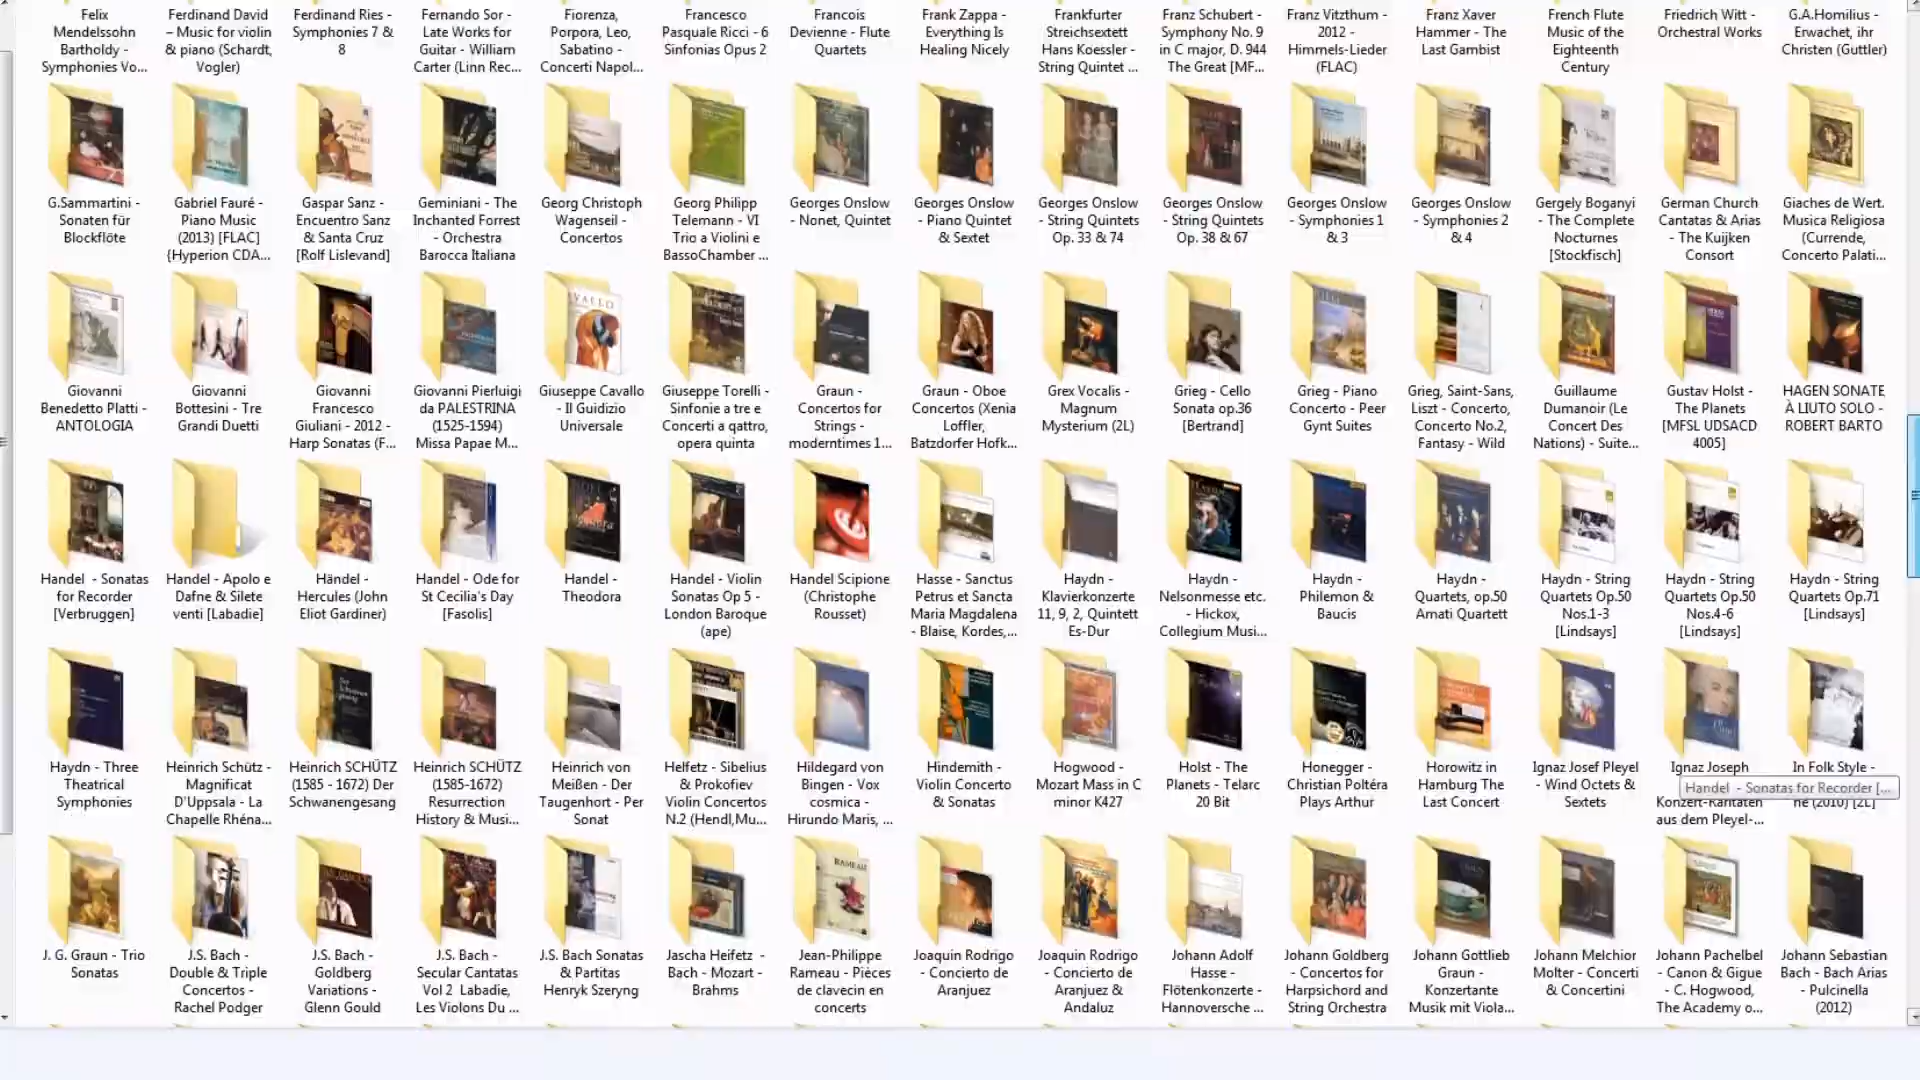 Felix
Mendelssohn
Bartholdy -
Symphonies Vo...
Ferdinand David
– Music for violin
& piano (Schardt,
Vogler)
Ferdinand Ries -
Symphonies 7 &
8
Fernando Sor -
Late Works for
Guitar - William
Carter (Linn Rec...
Fiorenza,
Porpora, Leo,
Sabatino -
Concerti Napol...
Francesco
Pasquale Ricci - 6
Sinfonias Opus 2
Francois
Devienne - Flute
Quartets
Frank Zappa -
Everything Is
Healing Nicely
Frankfurter
Streichsextett
Hans Koessler -
String Quintet ...
Franz Schubert -
Symphony No. 9
in C major, D. 944
The Great [MF...
Franz Vitzthum -
2012 -
Himmels-Lieder
(FLAC)
Franz Xaver
Hammer - The
Last Gambist
French Flute
Music of the
Eighteenth
Century
Friedrich Witt -
Orchestral Works
G.A.Homilius -
Erwachet, ihr
Christen (Guttler)
G.Sammartini -
Sonaten für
Blockflöte
Gabriel Fauré -
Piano Music
(2013) [FLAC]
{Hyperion CDA...
Gaspar Sanz -
Encuentro Sanz
& Santa Cruz
[Rolf Lislevand]
Geminiani - The
Inchanted Forrest
- Orchestra
Barocca Italiana
Georg Christoph
Wagenseil -
Concertos
Georg Philipp
Telemann - VI
Trio a Violini e
BassoChamber ...
Georges Onslow
- Nonet, Quintet
Georges Onslow
- Piano Quintet
& Sextet
Georges Onslow
- String Quintets
Op. 33 & 74
Georges Onslow
- String Quintets
Op. 38 & 67
Georges Onslow
- Symphonies 1
& 3
Georges Onslow
- Symphonies 2
& 4
Gergely Boganyi
- The Complete
Nocturnes
[Stockfisch]
German Church
Cantatas & Arias
- The Kuijken
Consort
Giaches de Wert.
Musica Religiosa
(Currende,
Concerto Palati...
Giovanni
Benedetto Platti -
ANTOLOGIA
Giovanni
Bottesini - Tre
Grandi Duetti
Giovanni
Francesco
Giuliani - 2012 -
Harp Sonatas (F...
Giovanni Pierluigi
da PALESTRINA
(1525-1594)
Missa Papae M...
Giuseppe Cavallo
- Il Guidizio
Universale
Giuseppe Torelli -
Sinfonie a tre e
Concerti a qattro,
opera quinta
Graun -
Concertos for
Strings -
moderntimes 1...
Graun - Oboe
Concertos (Xenia
Loffler,
Batzdorfer Hofk...
Grex Vocalis -
Magnum
Mysterium (2L)
Grieg - Cello
Sonata op.36
[Bertrand]
Grieg - Piano
Concerto - Peer
Gynt Suites
Grieg, Saint-Sans,
Liszt - Concerto,
Concerto No.2,
Fantasy - Wild
Guillaume
Dumanoir (Le
Concert Des
Nations) - Suite...
Gustav Holst -
The Planets
[MFSL UDSACD
4005]
HAGEN SONATE
À LIUTO SOLO -
ROBERT BARTO
Handel  - Sonatas
for Recorder
[Verbruggen]
Handel - Apolo e
Dafne & Silete
venti [Labadie]
Händel -
Hercules (John
Eliot Gardiner)
Handel - Ode for
St Cecilia's Day
[Fasolis]
Handel -
Theodora
Handel - Violin
Sonatas Op 5 -
London Baroque
(ape)
Handel Scipione
(Christophe
Rousset)
Hasse - Sanctus
Petrus et Sancta
Maria Magdalena
- Blaise, Kordes,...
Haydn -
Klavierkonzerte
11, 9, 2, Quintett
Es-Dur
Haydn -
Nelsonmesse etc.
- Hickox,
Collegium Musi...
Haydn -
Philemon &
Baucis
Haydn -
Quartets, op.50
Amati Quartett
Haydn - String
Quartets Op.50
Nos.1-3
[Lindsays]
Haydn - String
Quartets Op.50
Nos.4-6
[Lindsays]
Haydn - String
Quartets Op.71
[Lindsays]
Haydn - Three
Theatrical
Symphonies
Heinrich Schütz -
Magnificat
D'Uppsala - La
Chapelle Rhéna...
Heinrich SCHÜTZ
(1585 - 1672) Der
Schwanengesang
Heinrich SCHÜTZ
(1585-1672)
Resurrection
History & Musi...
Heinrich von
Meißen - Der
Taugenhort - Per
Sonat
Helfetz - Sibelius
& Prokofiev
Violin Concertos
N.2 (Hendl,Mu...
Hildegard von
Bingen - Vox
cosmica -
Hirundo Maris, ...
Hindemith -
Violin Concerto
& Sonatas
Hogwood -
Mozart Mass in C
minor K427
Holst - The
Planets - Telarc
20 Bit
Honegger -
Christian Poltéra
Plays Arthur
Horowitz in
Hamburg The
Last Concert
Ignaz Josef Pleyel
- Wind Octets &
Sextets
Ignaz Joseph
Konzert-Raritäten
aus dem Pleyel-...
In Folk Style -
(2010) [2L]
Handel  - Sonatas for Recorder [...
J. G. Graun - Trio
Sonatas
J.S. Bach -
Double & Triple
Concertos -
Rachel Podger
J.S. Bach -
Goldberg
Variations -
Glenn Gould
J.S. Bach -
Secular Cantatas
Vol 2  Labadie,
Les Violons Du ...
J.S. Bach Sonatas
& Partitas
Henryk Szeryng
Jascha Heifetz  -
Bach - Mozart -
Brahms
Jean-Philippe
Rameau - Pièces
de clavecin en
concerts
Joaquin Rodrigo
- Concierto de
Aranjuez
Joaquin Rodrigo
- Concierto de
Aranjuez &
Andaluz
Johann Adolf
Hasse -
Flötenkonzerte -
Hannoversche ...
Johann Goldberg
- Concertos for
Harpsichord and
String Orchestra
Johann Gottlieb
Graun -
Konzertante
Musik mit Viola...
Johann Melchior
Molter - Concerti
& Concertini
Johann Pachelbel
- Canon & Gigue
- C. Hogwood,
The Academy o...
Johann Sebastian
Bach - Bach Arias
- Pulcinella
(2012)